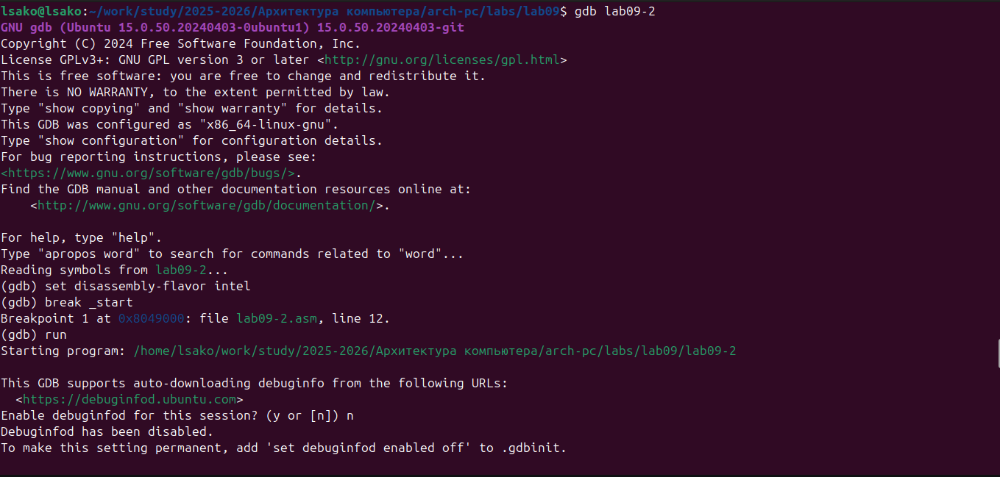 lsako@lsako:~/work/study/2025-2026/Архитектура компьютера/arch-pc/labs/lab09$ gdb lab09-2
GNU gdb (Ubuntu 15.0.50.20240403-0ubuntu1) 15.0.50.20240403-git
Copyright (C) 2024 Free Software Foundation, Inc.
License GPLv3+: GNU GPL version 3 or later <http://gnu.org/licenses/gpl.html>
This is free software: you are free to change and redistribute it.
There is NO WARRANTY, to the extent permitted by law.
Type "show copying" and "show warranty" for details.
This GDB was configured as "x86_64-linux-gnu".
Type "show configuration" for configuration details.
For bug reporting instructions, please see:
<https://www.gnu.org/software/gdb/bugs/>.
Find the GDB manual and other documentation resources online at:
    <http://www.gnu.org/software/gdb/documentation/>.

For help, type "help".
Type "apropos word" to search for commands related to "word"...
Reading symbols from lab09-2...
(gdb) set disassembly-flavor intel
(gdb) break _start
Breakpoint 1 at 0x8049000: file lab09-2.asm, line 12.
(gdb) run
Starting program: /home/lsako/work/study/2025-2026/Архитектура компьютера/arch-pc/labs/lab09/lab09-2

This GDB supports auto-downloading debuginfo from the following URLs:
  <https://debuginfod.ubuntu.com>
Enable debuginfod for this session? (y or [n]) n
Debuginfod has been disabled.
To make this setting permanent, add 'set debuginfod enabled off' to .gdbinit.